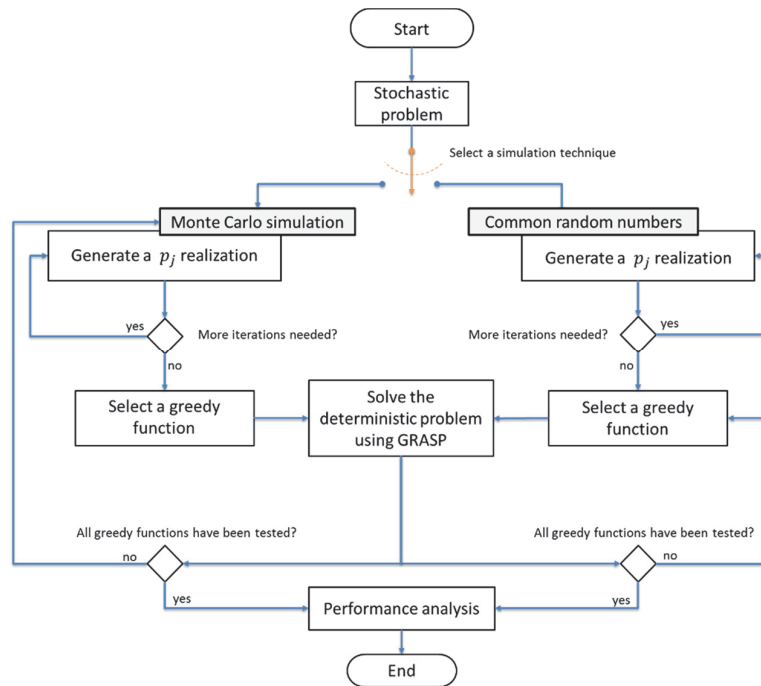 Start
Stochastic
problem
Select a simulation technique
Monte Carlo simulation
Common random numbers
Generate a p_j realization
Generate a p_j realization
yes
More iterations needed?
no
More iterations needed?
yes
no
Select a greedy
function
Solve the
deterministic problem
using GRASP
Select a greedy
function
All greedy functions have been tested?
no
yes
All greedy functions have been tested?
no
yes
Performance analysis
End